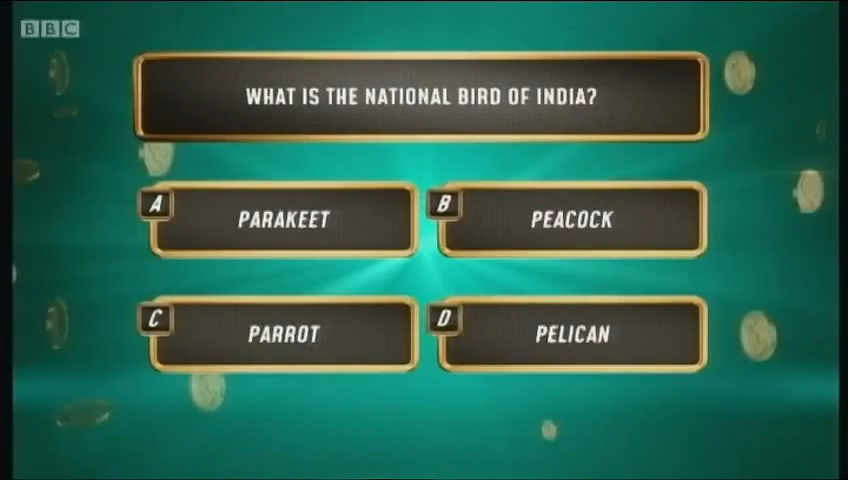 BBC
WHAT IS THE NATIONAL BIRD OF INDIA?
A
PARAKEET
B
PEACOCK
C
PARROT
D
PELICAN